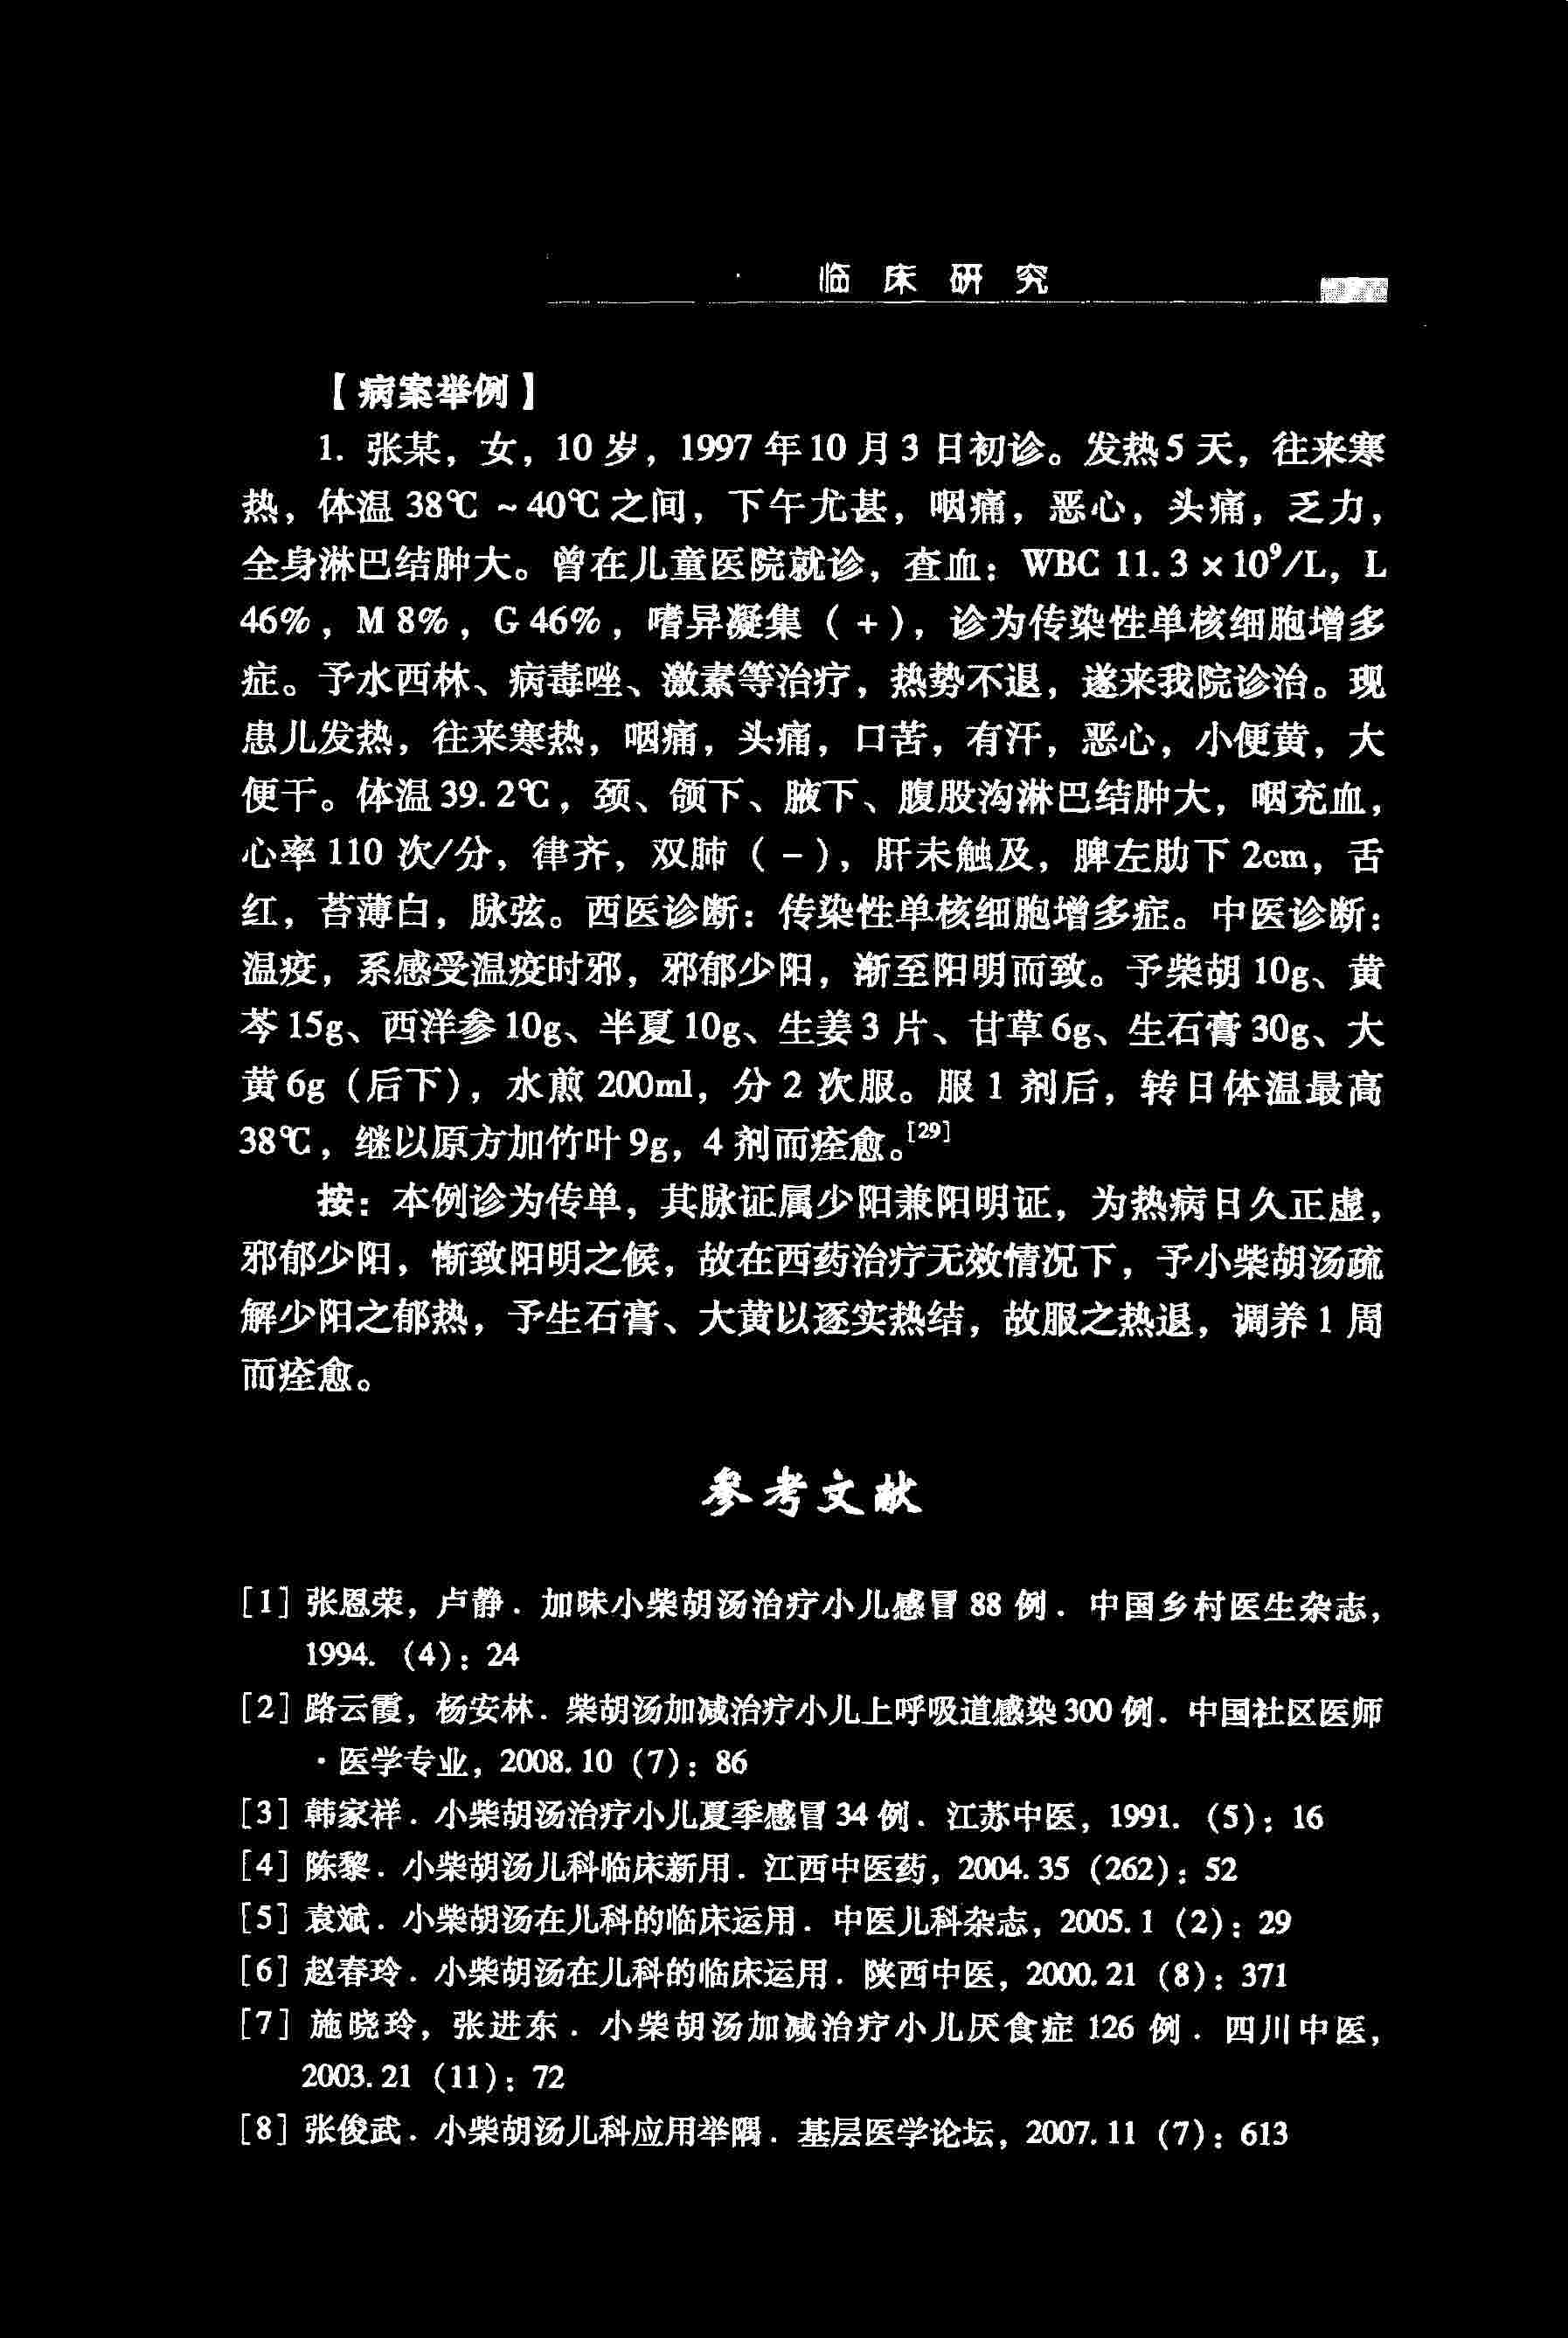 临床研究
【病案举例】
1. 张某，女，10岁，1997年10月3日初诊。发热5天，往来寒
热，体温38℃～40℃之间，下午尤甚，咽痛，恶心，头痛，乏力，
全身淋巴结肿大。曾在儿童医院就诊，查血：WBC 11.3×10⁹/L，L
46%，M 8%，G 46%，嗜异凝集（+），诊为传染性单核细胞增多
症。予水西林、病毒唑、激素等治疗，热势不退，遂来我院诊治。现
患儿发热，往来寒热，咽痛，头痛，口苦，有汗，恶心，小便黄，大
便干。体温39.2℃，颈、颌下、腋下、腹股沟淋巴结肿大，咽充血，
心率110次/分，律齐，双肺（-），肝未触及，脾左肋下2cm，舌
红，苔薄白，脉弦。西医诊断：传染性单核细胞增多症。中医诊断：
温疫，系感受温疫时邪，邪郁少阳，渐至阳明而致。予柴胡10g、黄
芩15g、西洋参10g、半夏10g、生姜3片、甘草6g、生石膏30g、大
黄6g（后下），水煎200ml，分2次服。服1剂后，转日体温最高
38℃，继以原方加竹叶9g，4剂而痊愈。[29]
按：本例诊为传单，其脉证属少阳兼阳明证，为热病日久正虚，
邪郁少阳，惭致阳明之候，故在西药治疗无效情况下，予小柴胡汤疏
解少阳之郁热，予生石膏、大黄以逐实热结，故服之热退，调养1周
而痊愈。
参考文献
[1] 张恩荣，卢静．加味小柴胡汤治疗小儿感冒88例．中国乡村医生杂志，
1994.（4）：24
[2] 路云霞，杨安林．柴胡汤加减治疗小儿上呼吸道感染300例．中国社区医师
·医学专业，2008.10（7）：86
[3] 韩家祥．小柴胡汤治疗小儿夏季感冒34例．江苏中医，1991.（5）：16
[4] 陈黎．小柴胡汤儿科临床新用．江西中医药，2004.35（262）：52
[5] 袁斌．小柴胡汤在儿科的临床运用．中医儿科杂志，2005.1（2）：29
[6] 赵春玲．小柴胡汤在儿科的临床运用．陕西中医，2000.21（8）：371
[7] 施晓玲，张进东．小柴胡汤加减治疗小儿厌食症126例．四川中医，
2003.21（11）：72
[8] 张俊武．小柴胡汤儿科应用举隅．基层医学论坛，2007.11（7）：613